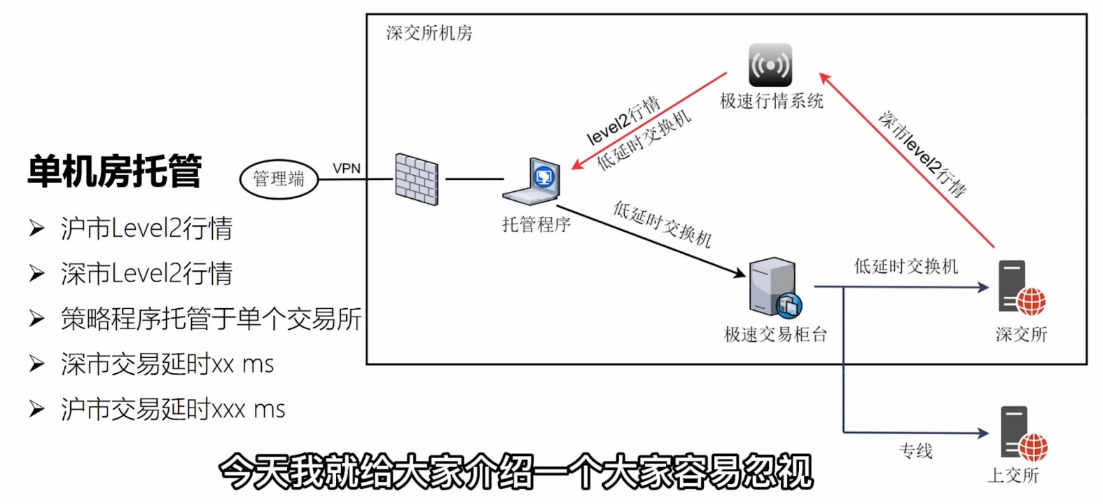 单机房托管
➢ 沪市Level2行情
➢ 深市Level2行情
➢ 策略程序托管于单个交易所
➢ 深市交易延时xx ms
➢ 沪市交易延时xxx ms
深交所机房
极速行情系统
level2行情
低延时交换机
深市level2行情
管理端
VPN
托管程序
低延时交换机
极速交易柜台
低延时交换机
深交所
专线
上交所
今天我就给大家介绍一个大家容易忽视